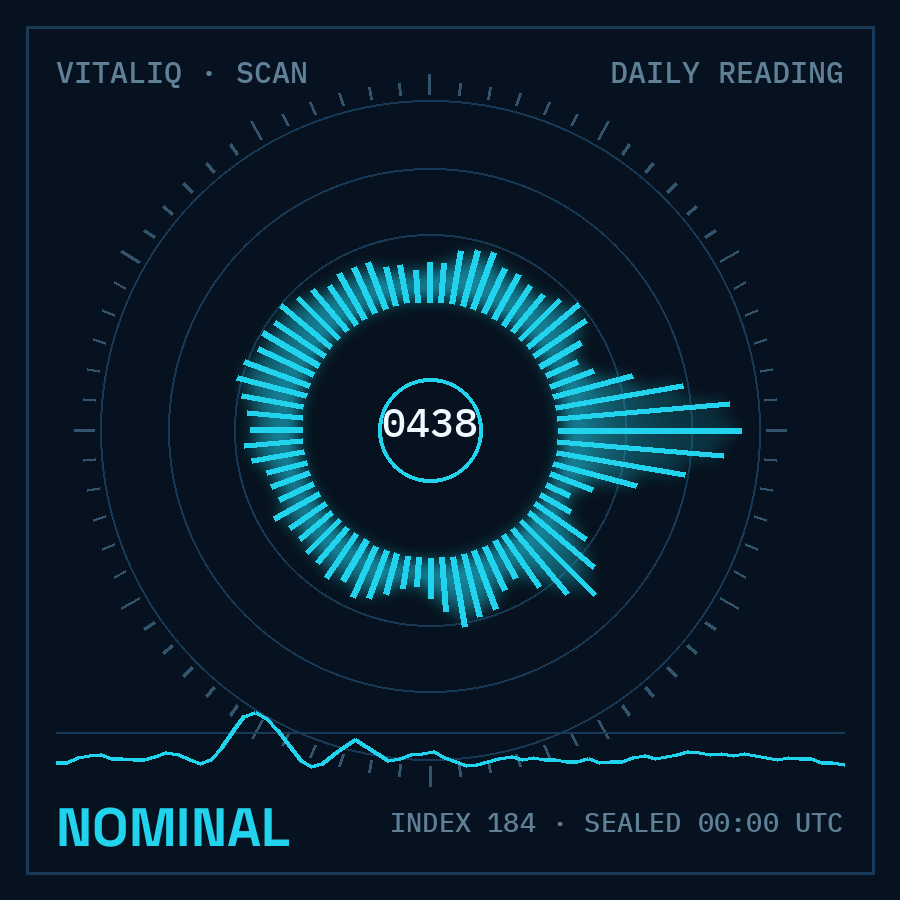 VITALIQ · SCAN
DAILY READING
0438
NOMINAL
INDEX 184 · SEALED 00:00 UTC